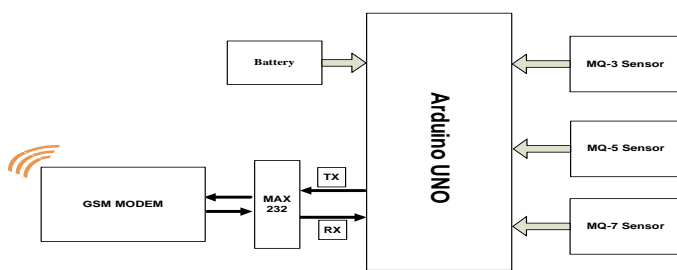 Battery
MQ-3 Sensor
Arduino UNO
MQ-5 Sensor
TX
GSM MODEM
MAX
232
MQ-7 Sensor
RX